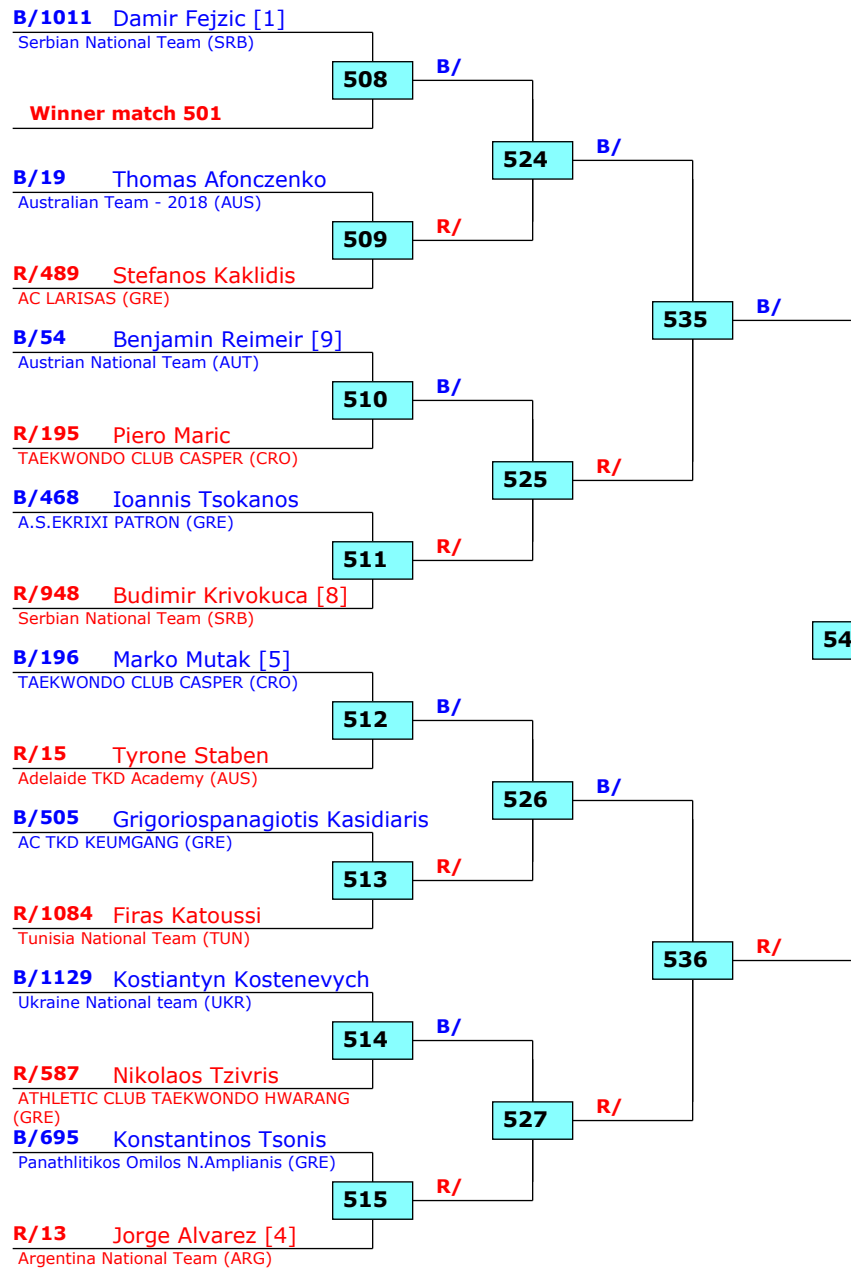 B/1011 Damir Fejzic [1]
Serbian National Team (SRB)
508
B/
Winner match 501
524
B/
B/19 Thomas Afonczenko
Australian Team - 2018 (AUS)
509
R/
R/489 Stefanos Kaklidis
AC LARISAS (GRE)
535
B/
B/54 Benjamin Reimeir [9]
Austrian National Team (AUT)
510
B/
R/195 Piero Maric
TAEKWONDO CLUB CASPER (CRO)
525
R/
B/468 Ioannis Tsokanos
A.S.EKRIXI PATRON (GRE)
511
R/
R/948 Budimir Krivokuca [8]
Serbian National Team (SRB)
54
B/196 Marko Mutak [5]
TAEKWONDO CLUB CASPER (CRO)
512
B/
R/15 Tyrone Staben
Adelaide TKD Academy (AUS)
526
B/
B/505 Grigoriospanagiotis Kasidiaris
AC TKD KEUMGANG (GRE)
513
R/
R/1084 Firas Katoussi
Tunisia National Team (TUN)
536
R/
B/1129 Kostiantyn Kostenevych
Ukraine National team (UKR)
514
B/
R/587 Nikolaos Tzivris
ATHLETIC CLUB TAEKWONDO HWARANG
(GRE)
527
R/
B/695 Konstantinos Tsonis
Panathlitikos Omilos N.Amplianis (GRE)
515
R/
R/13 Jorge Alvarez [4]
Argentina National Team (ARG)